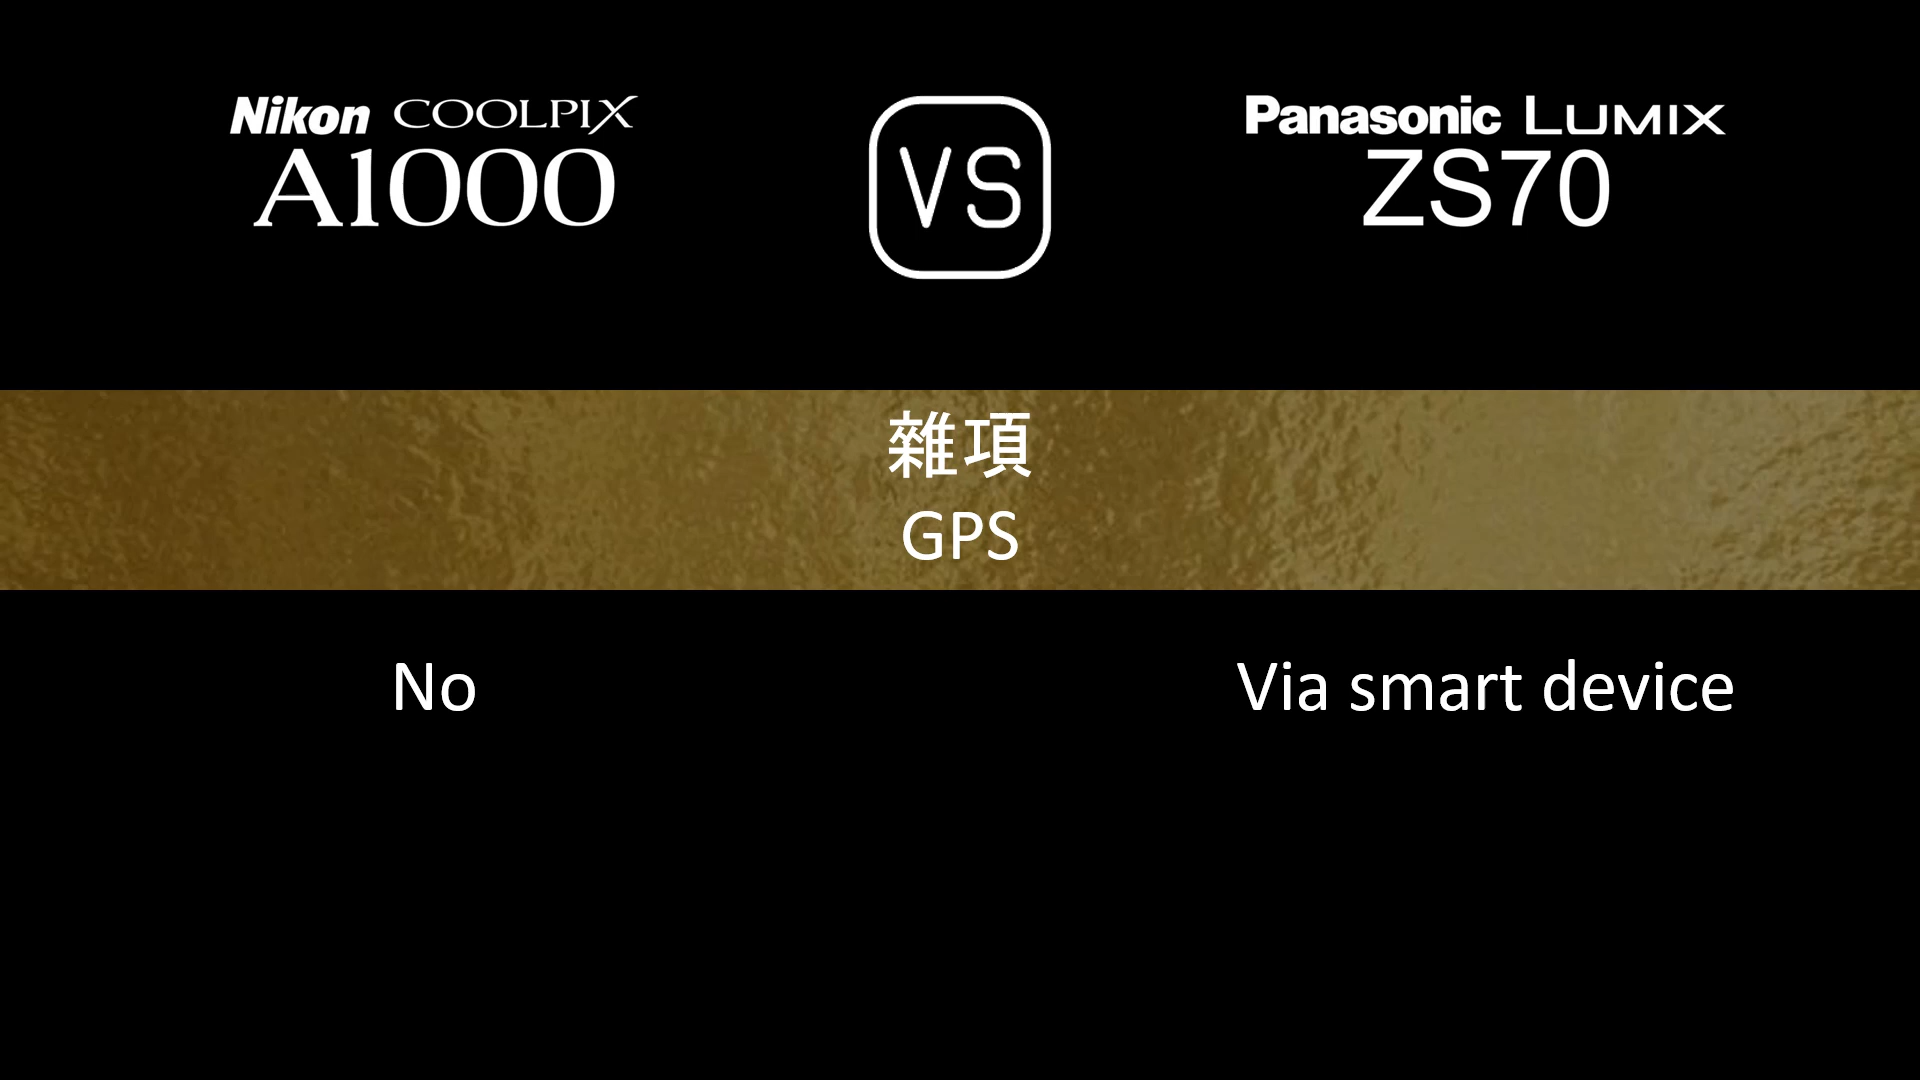 Nikon COOLPIX
A1000
VS
Panasonic LUMIX
ZS70
雜項
GPS
No
Via smart device